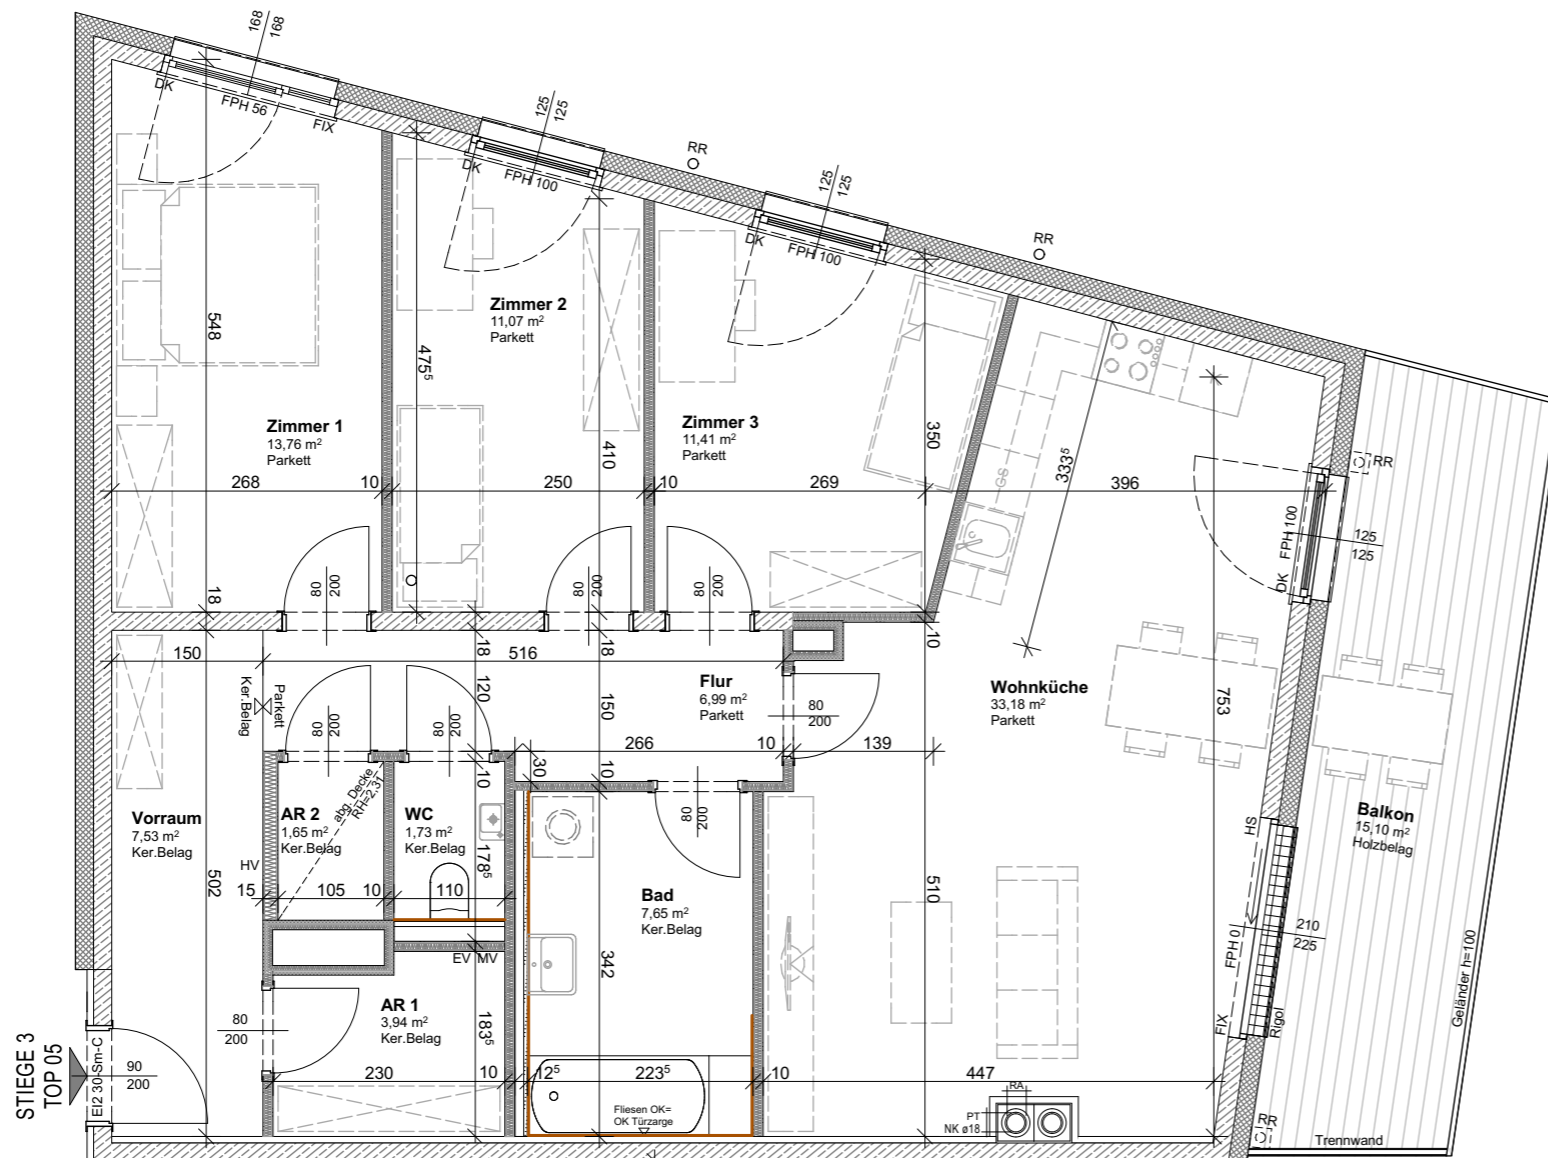 168
168
DK
FPH 56
FIX
125
125
DK
FPH 100
RR
125
125
DK
FPH 100
RR
548
475⁵
Zimmer 2
11,07 m²
Parkett
Zimmer 1
13,76 m²
Parkett
Zimmer 3
11,41 m²
Parkett
410
350
333⁵
GS
RR
268
10
250
10
269
396
FPH 100
125
125
DK
18
80
200
80
200
80
200
10
150
18
516
18
Parkett
Ker.Belag
120
150
Flur
6,99 m²
Parkett
80
200
Wohnküche
33,18 m²
Parkett
753
80
200
80
200
266
10
139
10
30
10
abg. Decke
RH=2,31
Vorraum
7,53 m²
Ker.Belag
AR 2
1,65 m²
Ker.Belag
WC
1,73 m²
Ker.Belag
80
200
Balkon
15,10 m²
Holzbelag
HS
HV
178⁵
502
15
105
10
110
Bad
7,65 m²
Ker.Belag
510
342
210
225
FPH 0
EV
MV
Geländer h=100
AR 1
3,94 m²
Ker.Belag
183⁵
80
200
FIX
Rigol
STIEGE 3
TOP 05
EI2 30-Sm-C
90
200
230
10
12⁵
223⁵
10
447
RA
PT
NK ø18
Fliesen OK=
OK Türzarge
RR
Trennwand